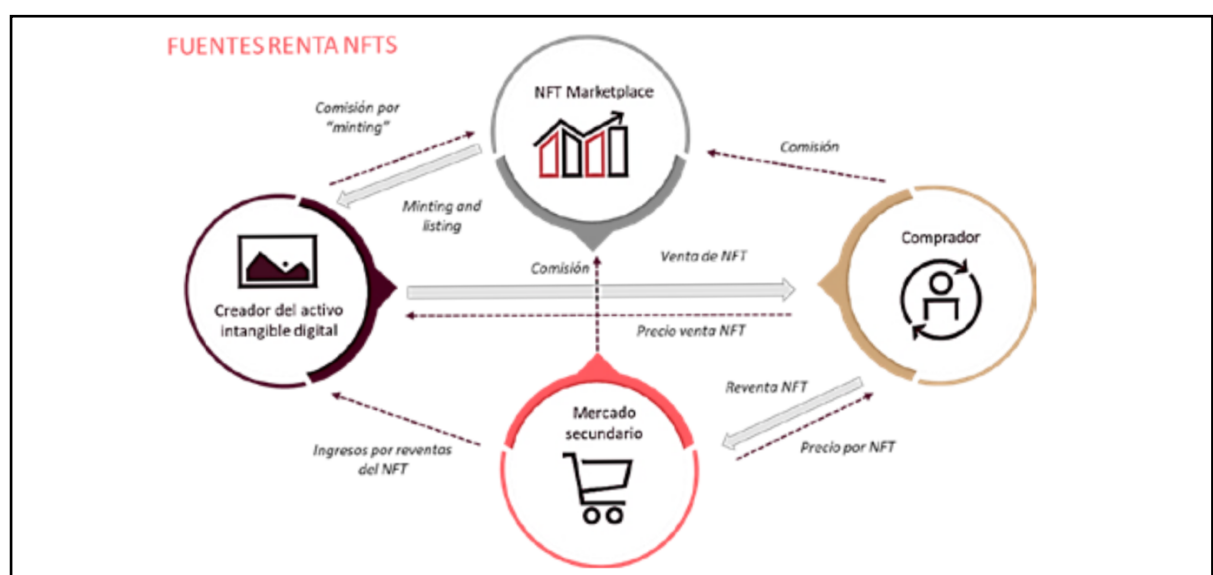 FUENTES RENTA NFTS
NFT Marketplace
Comisión por
"minting"
Comisión
Minting and
listing
Comprador
Creador del activo
intangible digital
Comisión
Venta de NFT
Precio venta NFT
Reventa NFT
Mercado
secundario
Ingresos por reventas
del NFT
Precio por NFT